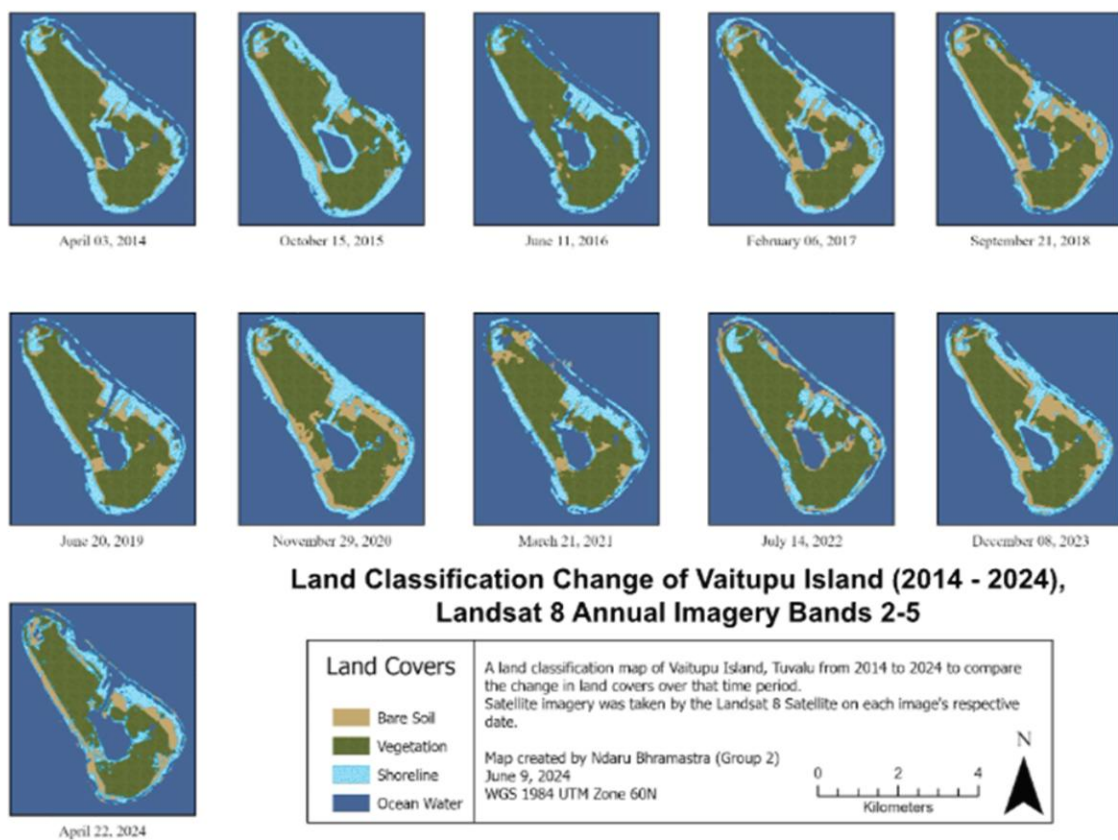 April 03, 2014
October 15, 2015
June 11, 2016
February 06, 2017
September 21, 2018
June 20, 2019
November 29, 2020
March 21, 2021
July 14, 2022
December 08, 2023
Land Classification Change of Vaitupu Island (2014 - 2024),
Landsat 8 Annual Imagery Bands 2-5
Land Covers
Bare Soil
Vegetation
Shoreline
Ocean Water
A land classification map of Vaitupu Island, Tuvalu from 2014 to 2024 to compare
the change in land covers over that time period.
Satellite imagery was taken by the Landsat 8 Satellite on each image's respective
date.
Map created by Ndaru Bhramastra (Group 2)
June 9, 2024
WGS 1984 UTM Zone 60N
0 2 4
Kilometers
N
April 22, 2024